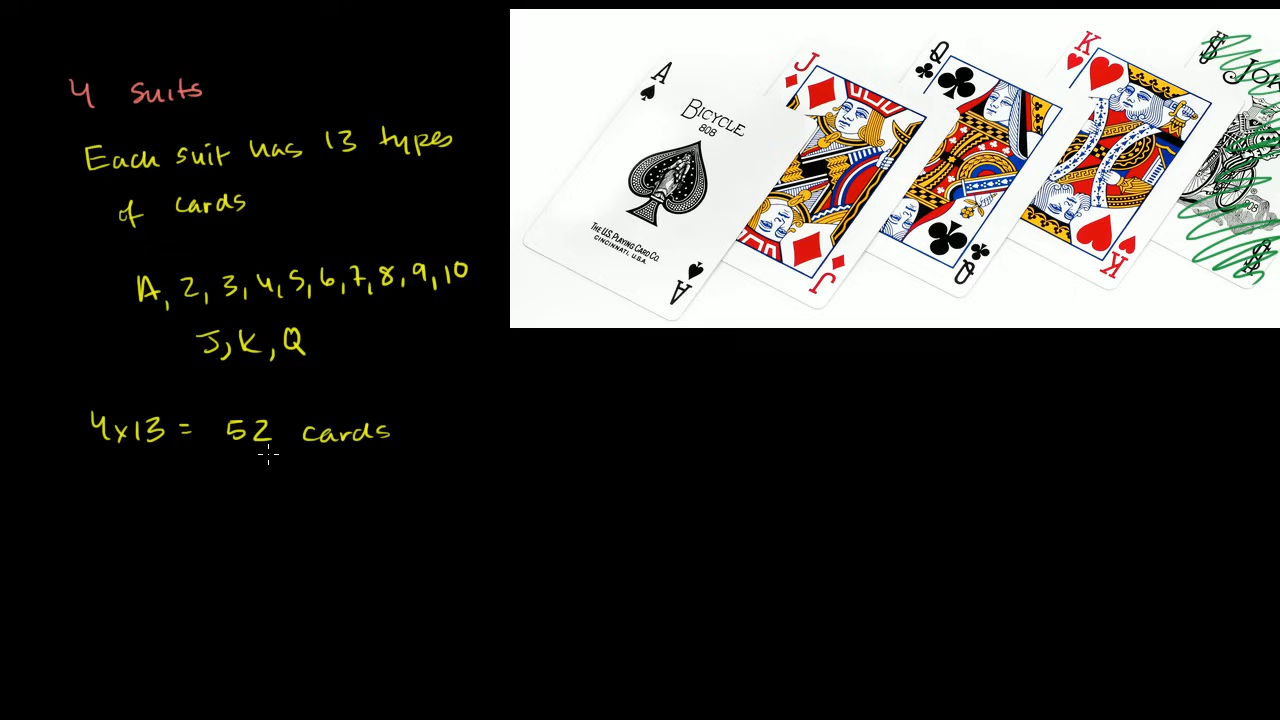 4 suits
Each suit has 13 types
of cards
A, 2, 3, 4, 5, 6, 7, 8, 9, 10
J, K, Q
4x13 = 52 cards
A
BICYCLE
808
THE U.S. PLAYING CARD CO.
CINCINNATI, U.S.A.
A
J
J
Q
Q
K
K
808